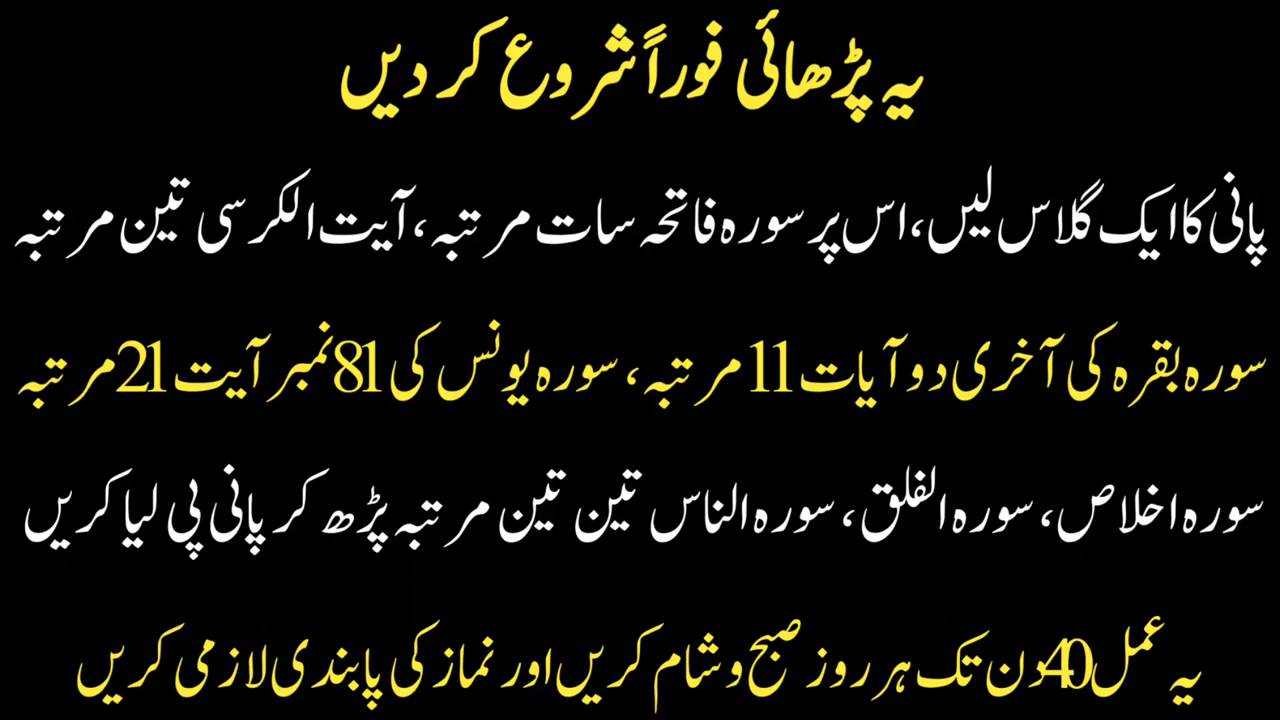 یہ پڑھائی فوراً شروع کر دیں
پانی کا ایک گلاس لیں، اس پر سورہ فاتحہ سات مرتبہ، آیت الکرسی تین مرتبہ
سورہ بقرہ کی آخری دو آیات 11 مرتبہ، سورہ یونس کی 81 نمبر آیت 21 مرتبہ
سورہ اخلاص، سورہ الفلق، سورہ الناس تین تین مرتبہ پڑھ کر پانی پی لیا کریں
یہ عمل 40 دن تک ہر روز صبح و شام کریں اور نماز کی پابندی لازمی کریں